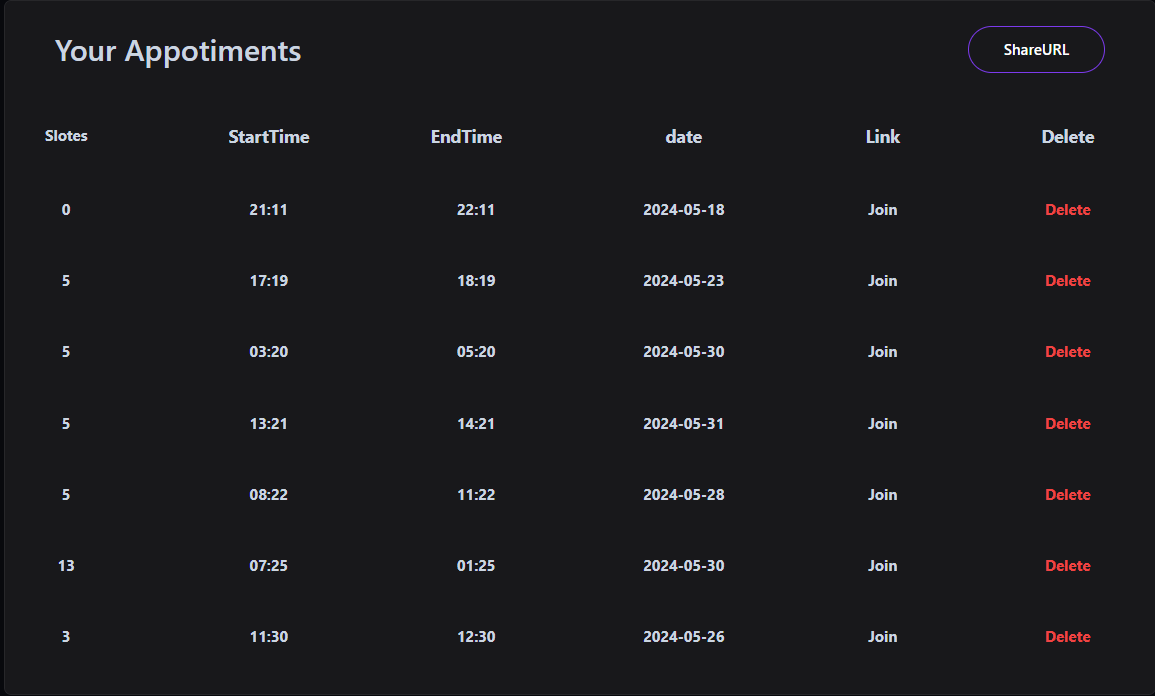 Your Appotiments ShareURL
Slotes StartTime EndTime date Link Delete
0 21:11 22:11 2024-05-18 Join Delete
5 17:19 18:19 2024-05-23 Join Delete
5 03:20 05:20 2024-05-30 Join Delete
5 13:21 14:21 2024-05-31 Join Delete
5 08:22 11:22 2024-05-28 Join Delete
13 07:25 01:25 2024-05-30 Join Delete
3 11:30 12:30 2024-05-26 Join Delete